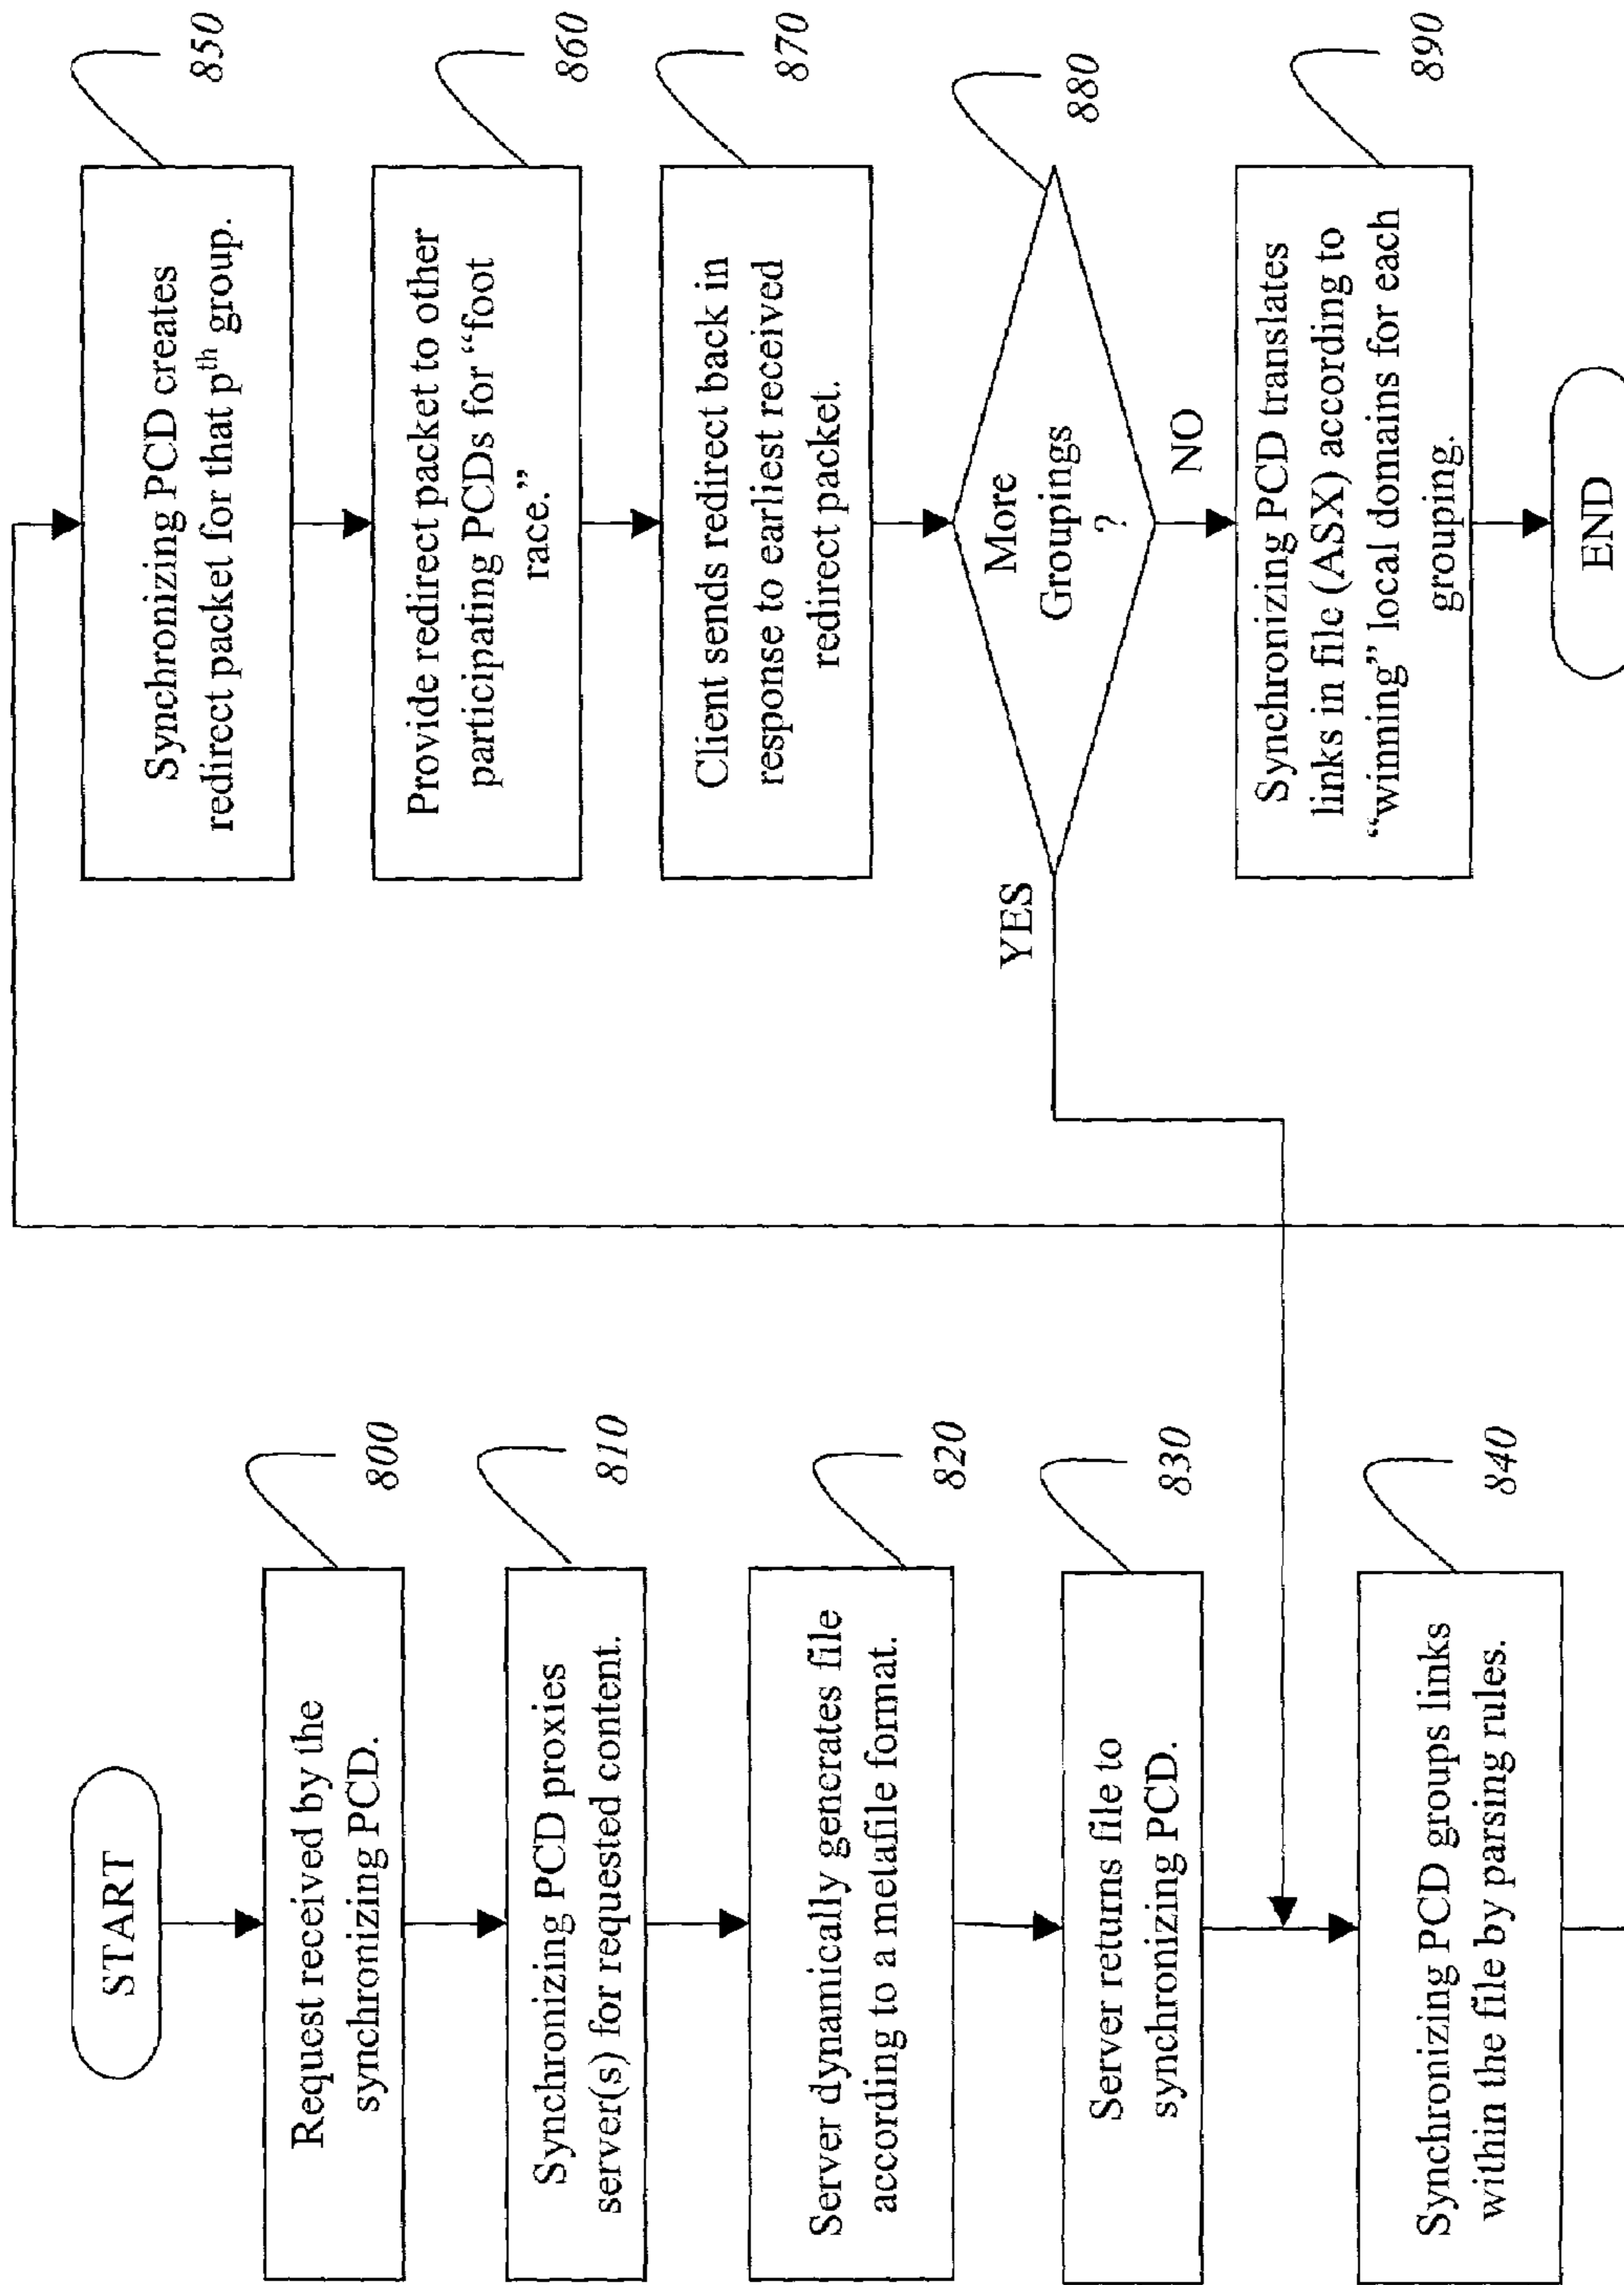 START
Request received by the
synchronizing PCD.
800
Synchronizing PCD proxies
server(s) for requested content.
810
Server dynamically generates file
according to a metafile format.
820
Server returns file to
synchronizing PCD.
830
Synchronizing PCD groups links
within the file by parsing rules.
840
Synchronizing PCD creates
redirect packet for that pth group.
850
Provide redirect packet to other
participating PCDs for “foot
race.”
860
Client sends redirect back in
response to earliest received
redirect packet.
870
More
Groupings
?
880
YES
NO
Synchronizing PCD translates
links in file (ASX) according to
“winning” local domains for each
grouping.
890
END